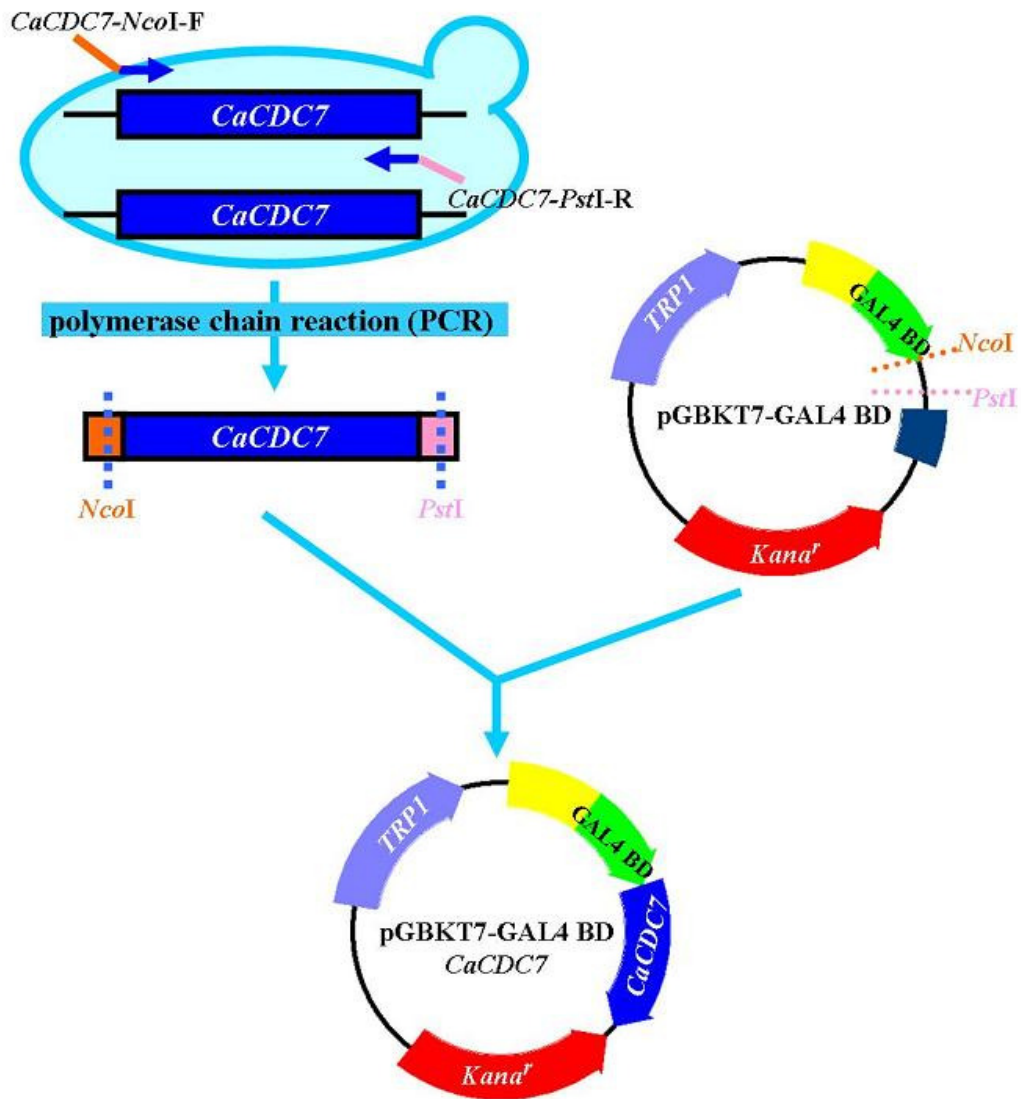 CaCDC7-NcoI-F
CaCDC7
CaCDC7-PstI-R
CaCDC7
polymerase chain reaction (PCR)
CaCDC7
NcoI
PstI
TRP1
GAL4 BD
NcoI
PstI
pGBKT7-GAL4 BD
Kanaʳ
TRP1
GAL4 BD
CaCDC7
pGBKT7-GAL4 BD
CaCDC7
Kanaʳ